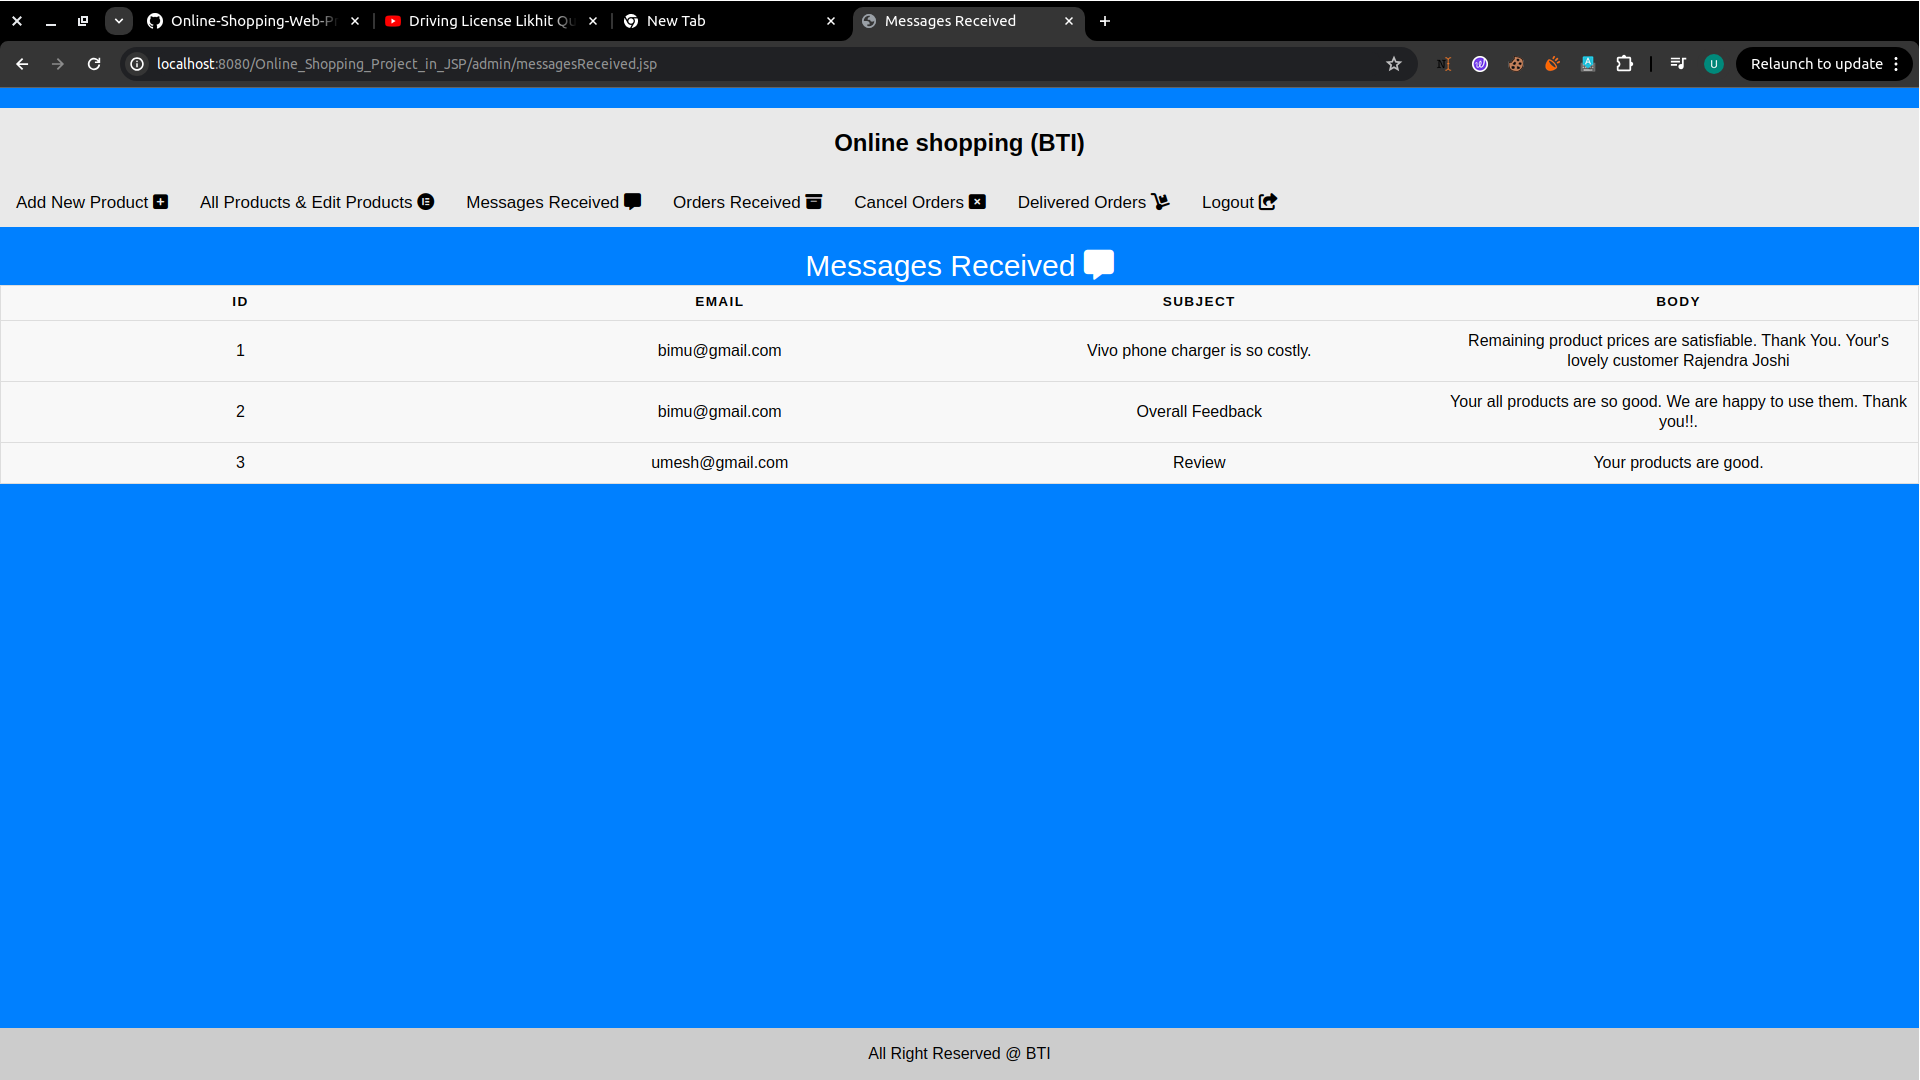 Online-Shopping-Web-Pr
Driving License Likhit Qu
New Tab
Messages Received
localhost:8080/Online_Shopping_Project_in_JSP/admin/messagesReceived.jsp
U
Relaunch to update
Online shopping (BTI)
Add New Product
All Products & Edit Products
Messages Received
Orders Received
Cancel Orders
Delivered Orders
Logout
Messages Received
ID EMAIL SUBJECT BODY
1 bimu@gmail.com Vivo phone charger is so costly. Remaining product prices are satisfiable. Thank You. Your's
lovely customer Rajendra Joshi
2 bimu@gmail.com Overall Feedback Your all products are so good. We are happy to use them. Thank
you!!.
3 umesh@gmail.com Review Your products are good.
All Right Reserved @ BTI